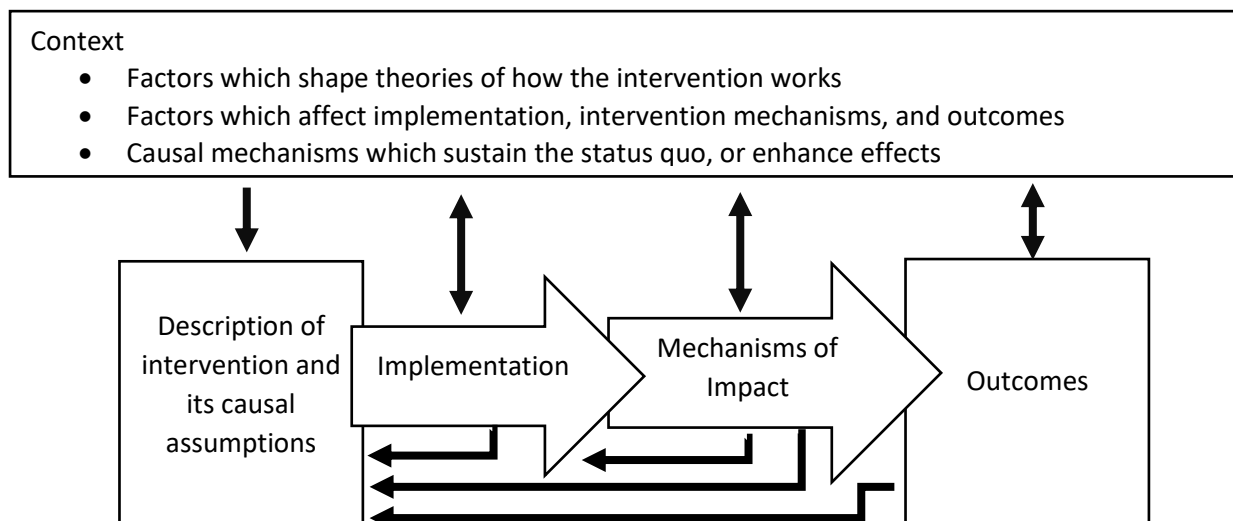 Context
• Factors which shape theories of how the intervention works
• Factors which affect implementation, intervention mechanisms, and outcomes
• Causal mechanisms which sustain the status quo, or enhance effects
Description of
intervention and
its causal
assumptions
Implementation
Mechanisms of
Impact
Outcomes